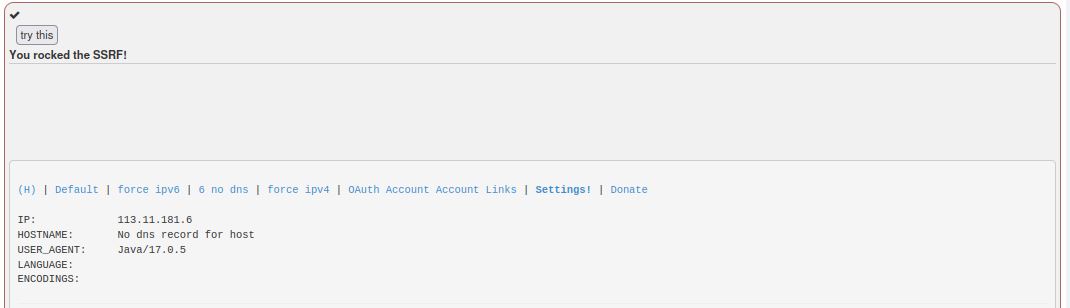 try this
You rocked the SSRF!
(H) | Default | force ipv6 | 6 no dns | force ipv4 | OAuth Account Account Links | Settings! | Donate
IP: 113.11.181.6
HOSTNAME: No dns record for host
USER_AGENT: Java/17.0.5
LANGUAGE:
ENCODINGS: